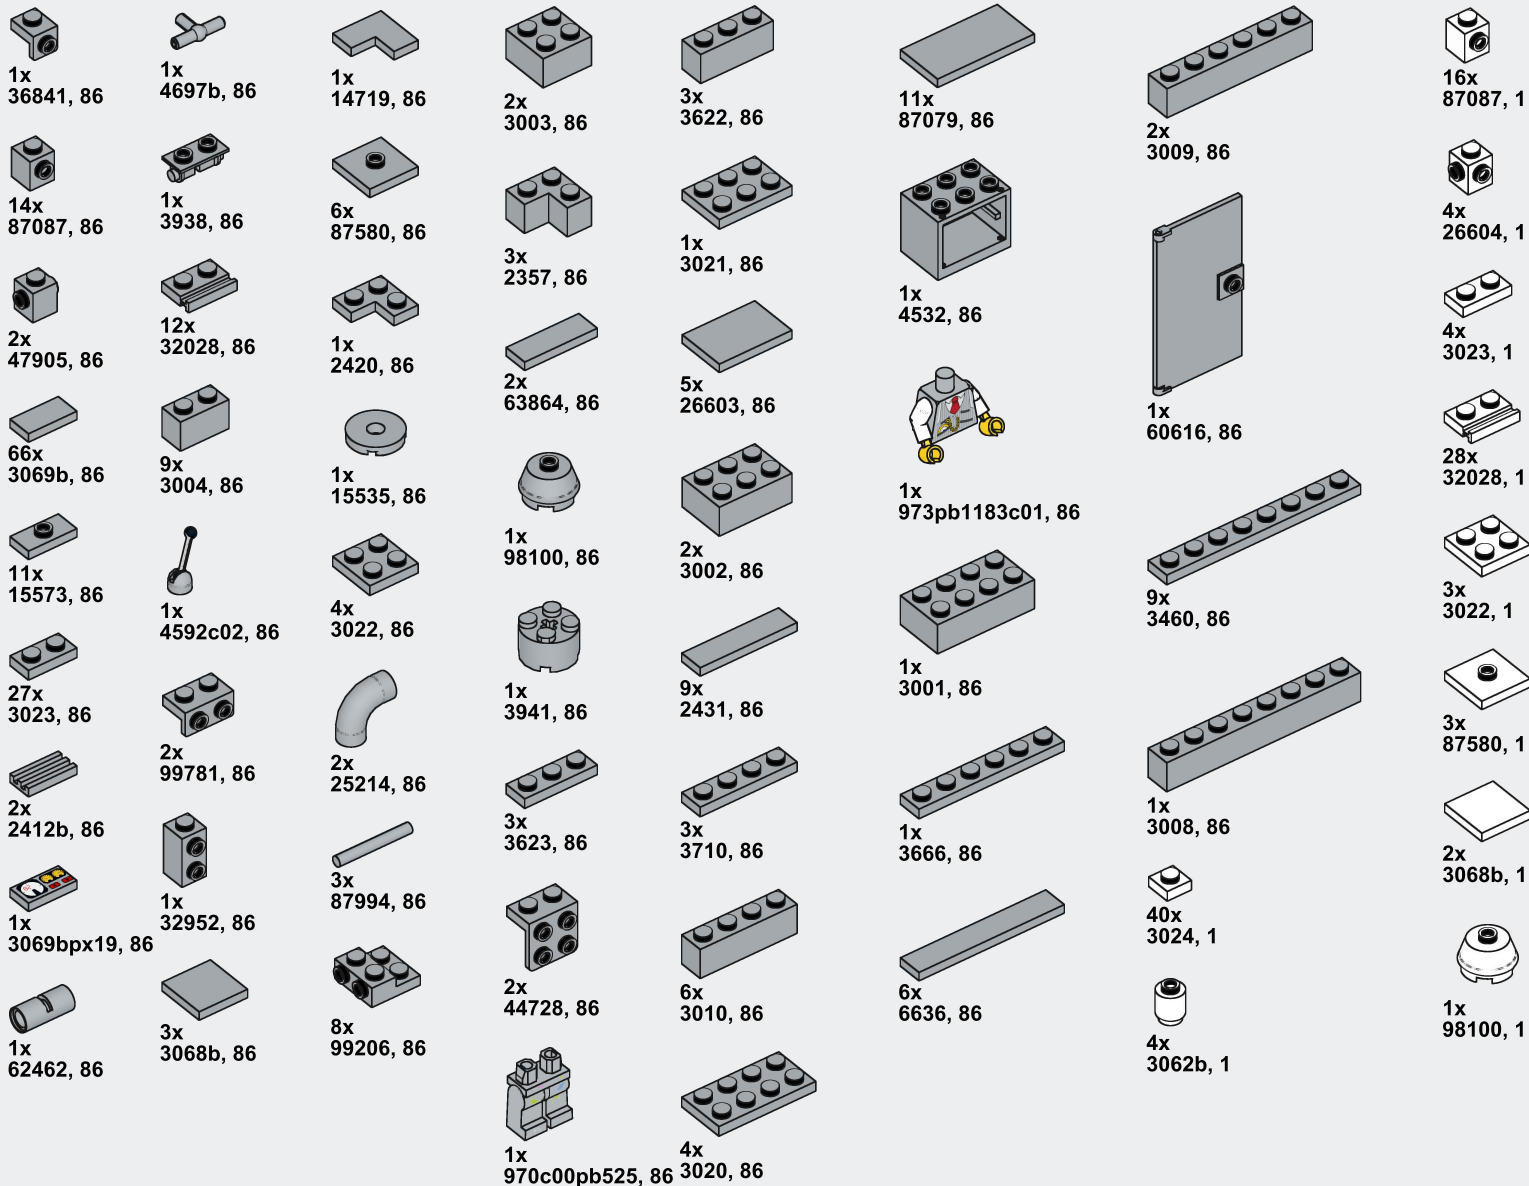 1x
36841, 86
14x
87087, 86
2x
47905, 86
66x
3069b, 86
11x
15573, 86
27x
3023, 86
2x
2412b, 86
1x
3069bpx19, 86
1x
62462, 86
1x
4697b, 86
1x
3938, 86
12x
32028, 86
9x
3004, 86
1x
4592c02, 86
2x
99781, 86
1x
32952, 86
3x
3068b, 86
1x
14719, 86
6x
87580, 86
1x
2420, 86
1x
15535, 86
4x
3022, 86
2x
25214, 86
3x
87994, 86
8x
99206, 86
2x
3003, 86
3x
2357, 86
2x
63864, 86
1x
98100, 86
1x
3941, 86
3x
3623, 86
2x
44728, 86
1x
970c00pb525, 86
3x
3622, 86
1x
3021, 86
5x
26603, 86
2x
3002, 86
9x
2431, 86
3x
3710, 86
6x
3010, 86
4x
3020, 86
11x
87079, 86
1x
4532, 86
1x
973pb1183c01, 86
1x
3001, 86
1x
3666, 86
6x
6636, 86
2x
3009, 86
1x
60616, 86
9x
3460, 86
1x
3008, 86
40x
3024, 1
4x
3062b, 1
16x
87087, 1
4x
26604, 1
4x
3023, 1
28x
32028, 1
3x
3022, 1
3x
87580, 1
2x
3068b, 1
1x
98100, 1